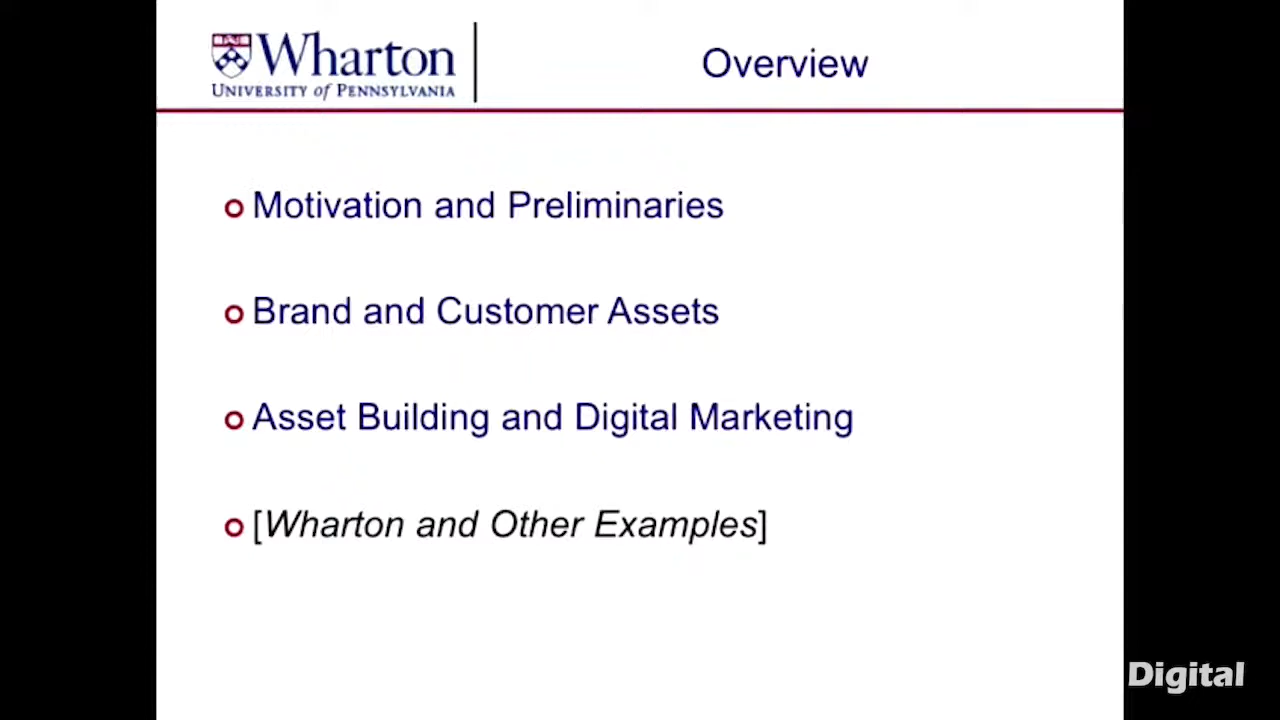 Wharton
UNIVERSITY of PENNSYLVANIA
Overview
Motivation and Preliminaries
Brand and Customer Assets
Asset Building and Digital Marketing
[Wharton and Other Examples]
Digital